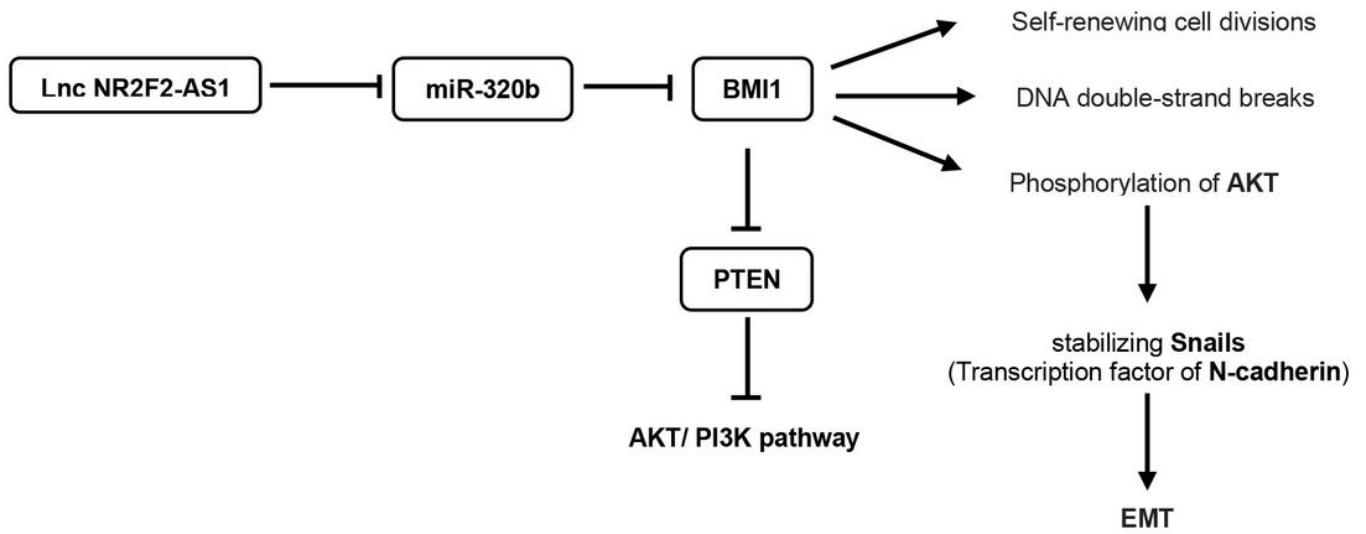 Self-renewing cell divisions
Lnc NR2F2-AS1
miR-320b
BMI1
DNA double-strand breaks
Phosphorylation of AKT
PTEN
stabilizing Snails
(Transcription factor of N-cadherin)
AKT/ PI3K pathway
EMT